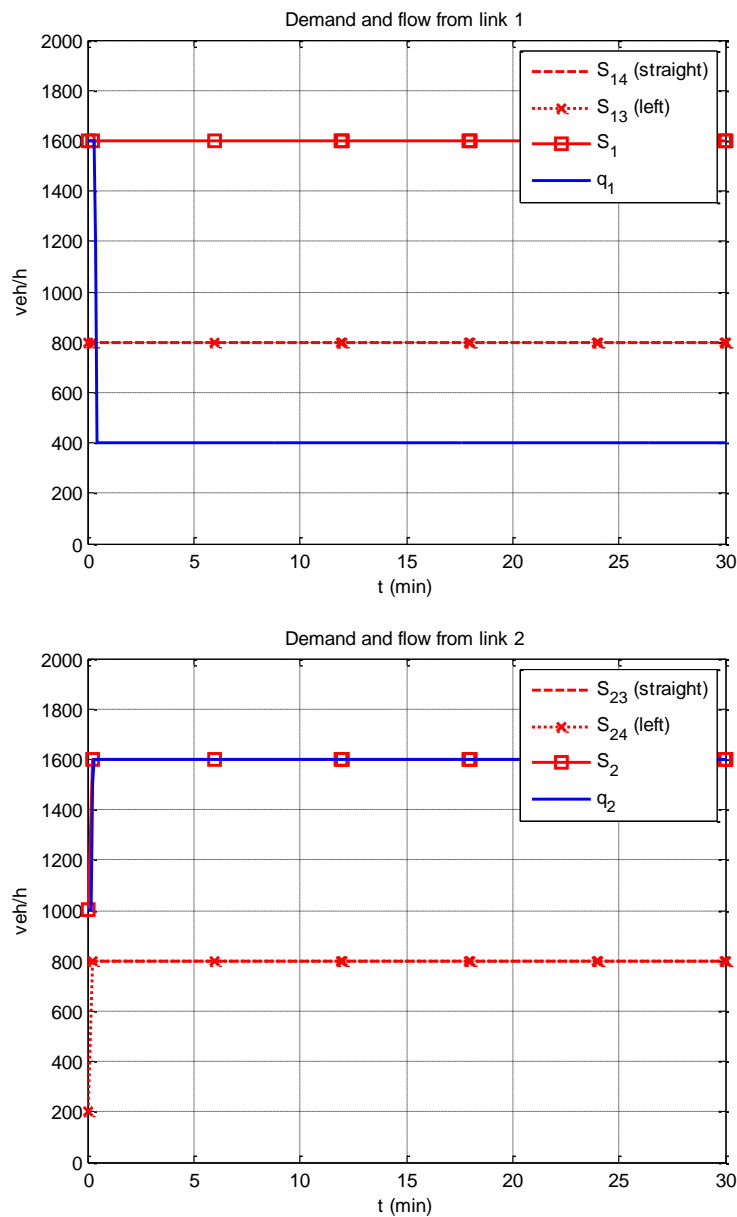 Demand and flow from link 1
2000
1800
1600
1400
1200
1000
800
600
400
200
0
veh/h
S14 (straight)
S13 (left)
S1
q1
0 5 10 15 20 25 30
t (min)
Demand and flow from link 2
2000
1800
1600
1400
1200
1000
800
600
400
200
0
veh/h
S23 (straight)
S24 (left)
S2
q2
0 5 10 15 20 25 30
t (min)